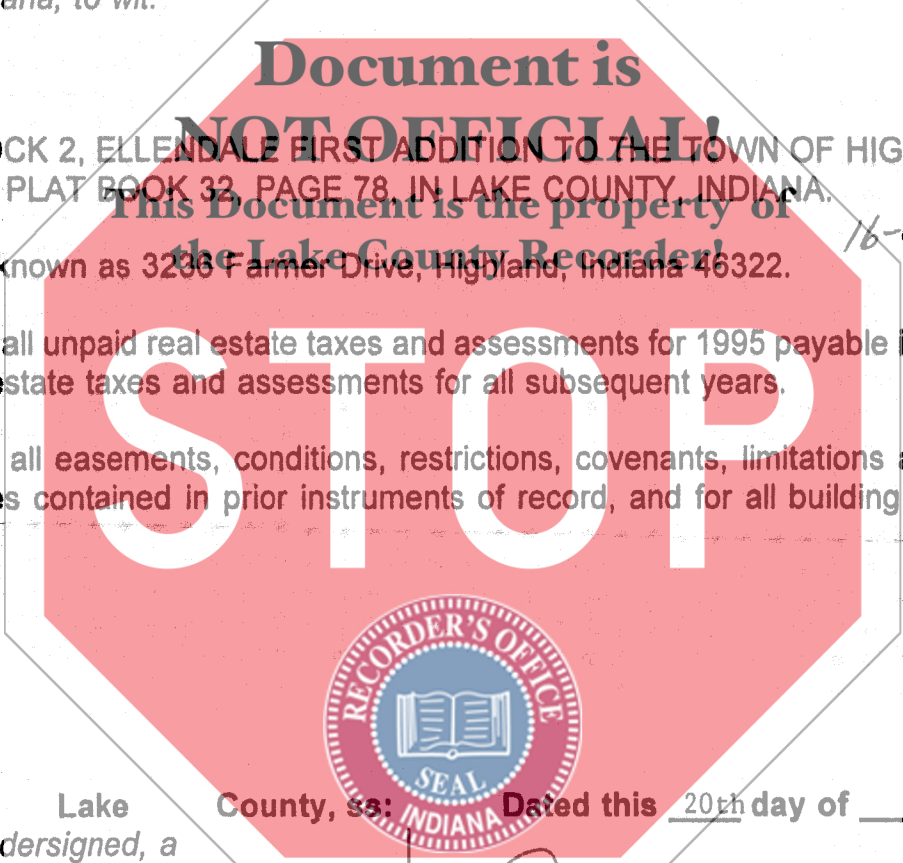 ana, to wit:
Document is
NOT OFFICIAL!
CK 2, ELLENDALE FIRST ADDITION TO THE TOWN OF HIG
PLAT BOOK 32, PAGE 78, IN LAKE COUNTY, INDIANA.
This Document is the property of
16-
the Lake County Recorder!
known as Farmer Drive, Highland, Indiana 46322.
all unpaid real estate taxes and assessments for 1995 payable i
estate taxes and assessments for all subsequent years.
STOP
all easements, conditions, restrictions, covenants, limitations a
s contained in prior instruments of record, and for all building
RECORDER'S OFFICE
SEAL
INDIANA
Lake County, ss: Dated this 20th day of
dersigned, a